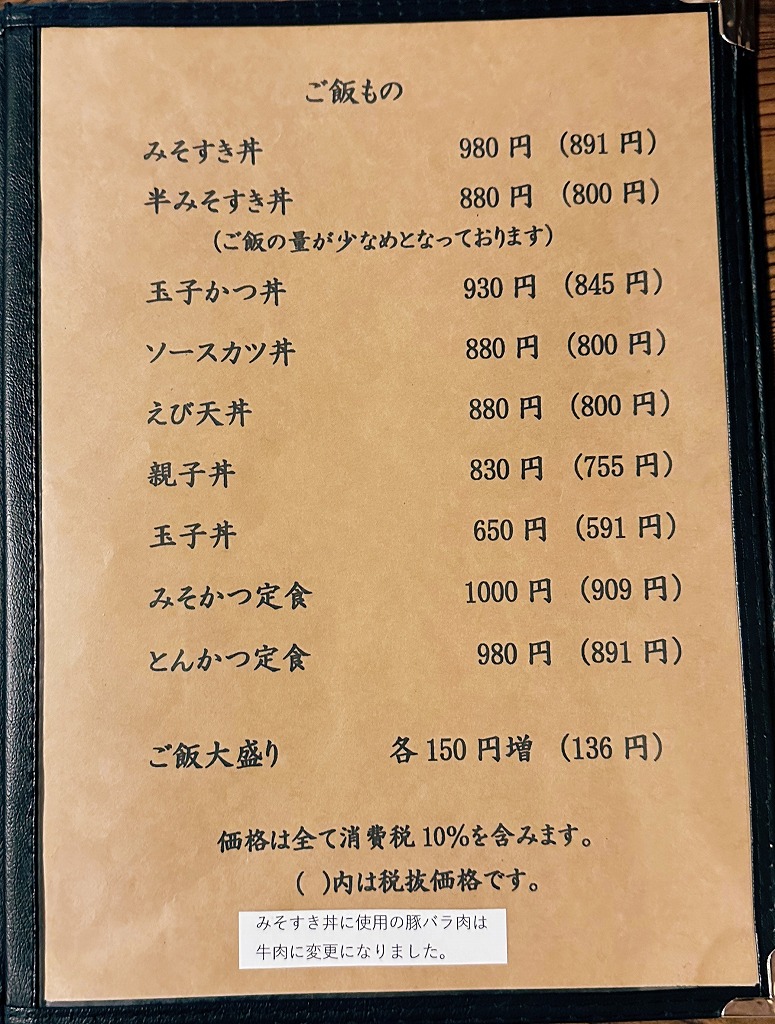 ご飯もの
みそすき丼 980 円 (891 円)
半みそすき丼 880 円 (800 円)
(ご飯の量が少なめとなっております)
玉子かつ丼 930 円 (845 円)
ソースカツ丼 880 円 (800 円)
えび天丼 880 円 (800 円)
親子丼 830 円 (755 円)
玉子丼 650 円 (591 円)
みそかつ定食 1000 円 (909 円)
とんかつ定食 980 円 (891 円)
ご飯大盛り 各 150 円増 (136 円)
価格は全て消費税 10%を含みます。
( )内は税抜価格です。
みそすき丼に使用の豚バラ肉は
牛肉に変更になりました。